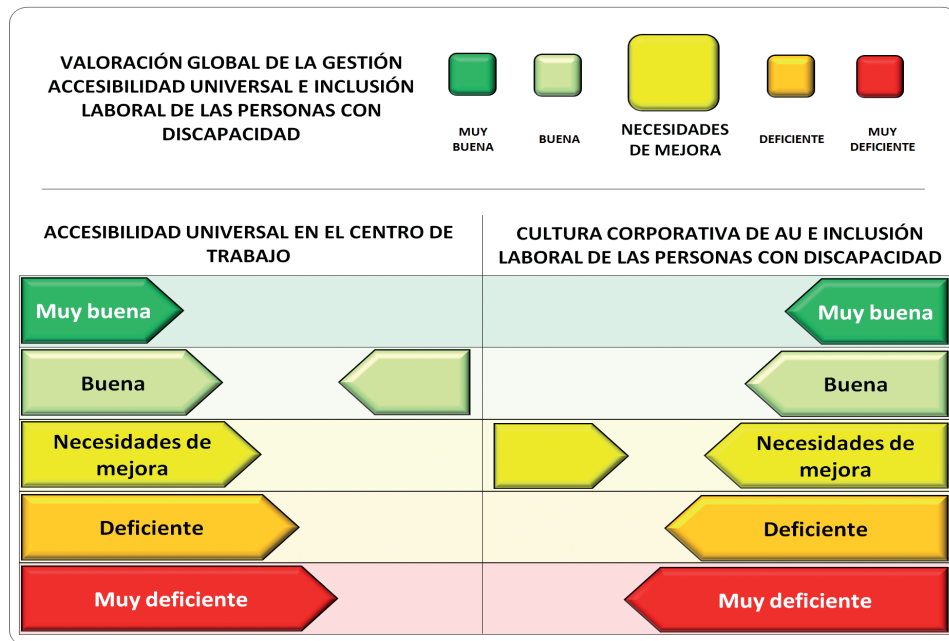 VALORACIÓN GLOBAL DE LA GESTIÓN
ACCESIBILIDAD UNIVERSAL E INCLUSIÓN
LABORAL DE LAS PERSONAS CON
DISCAPACIDAD
MUY
BUENA
BUENA
NECESIDADES
DE MEJORA
DEFICIENTE
MUY
DEFICIENTE
ACCESIBILIDAD UNIVERSAL EN EL CENTRO DE
TRABAJO
CULTURA CORPORATIVA DE AU E INCLUSIÓN
LABORAL DE LAS PERSONAS CON DISCAPACIDAD
Muy buena
Muy buena
Buena
Buena
Necesidades de
mejora
Necesidades de
mejora
Deficiente
Deficiente
Muy deficiente
Muy deficiente